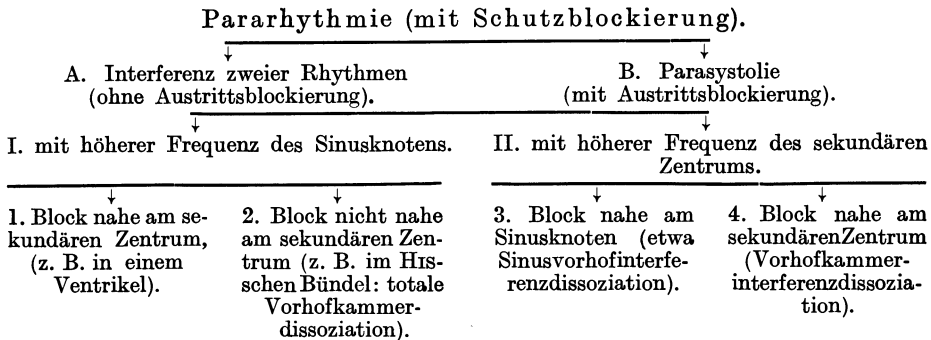 Pararhythmie (mit Schutzblockierung).
A. Interferenz zweier Rhythmen
(ohne Austrittsblockierung).
B. Parasystolie
(mit Austrittsblockierung).
I. mit höherer Frequenz des Sinusknotens.
II. mit höherer Frequenz des sekundären
Zentrums.
1. Block nahe am se-
kundären Zentrum,
(z. B. in einem
Ventrikel).
2. Block nicht nahe
am sekundären Zen-
trum (z. B. im HIS-
schen Bündel: totale
Vorhofkammer-
dissoziation).
3. Block nahe am
Sinusknoten (etwa
Sinusvorhofinterfe-
renzdissoziation).
4. Block nahe am
sekundärenZentrum
(Vorhofkammer-
interferenzdissozia-
tion).